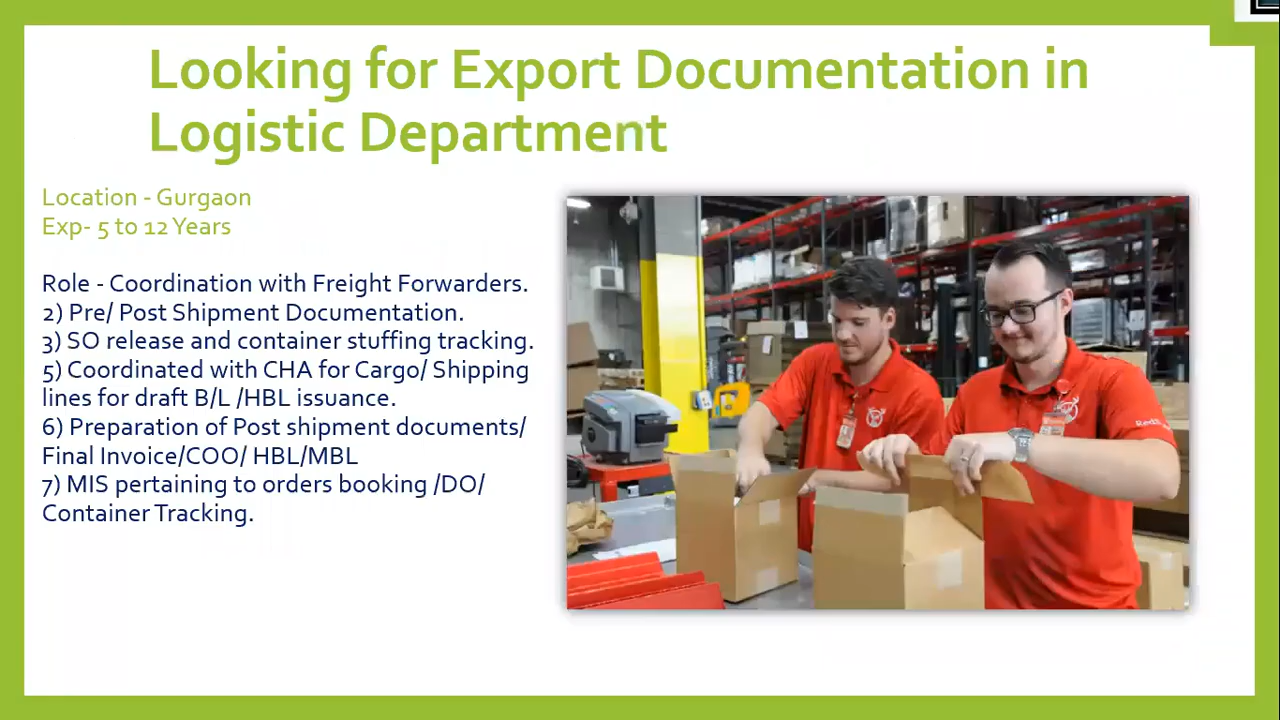 Looking for Export Documentation in
Logistic Department
Location - Gurgaon
Exp- 5 to 12 Years
Role - Coordination with Freight Forwarders.
2) Pre/ Post Shipment Documentation.
3) SO release and container stuffing tracking.
5) Coordinated with CHA for Cargo/ Shipping
lines for draft B/L /HBL issuance.
6) Preparation of Post shipment documents/
Final Invoice/COO/ HBL/MBL
7) MIS pertaining to orders booking /DO/
Container Tracking.